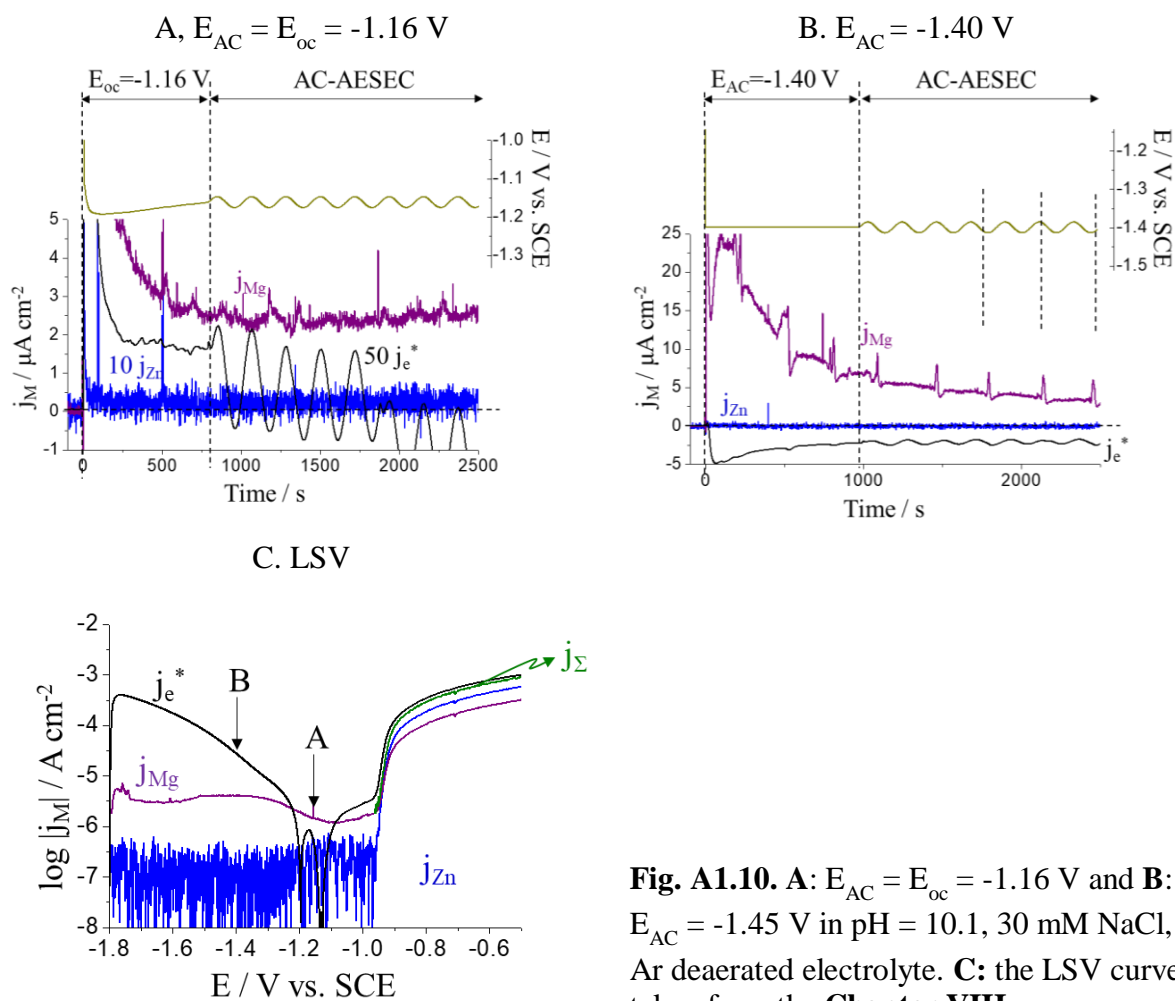 A, E_AC = E_oc = -1.16 V
E_oc=-1.16 V
AC-AESEC
-1.0
-1.1
-1.2
-1.3
E / V vs. SCE
5
4
3
2
1
0
-1
j_M / µA cm⁻²
j_Mg
10 j_Zn
50 j_e*
0
500
1000
1500
2000
2500
Time / s
B. E_AC = -1.40 V
E_AC=-1.40 V
AC-AESEC
-1.2
-1.3
-1.4
-1.5
E / V vs. SCE
25
20
15
10
5
0
-5
j_M / µA cm⁻²
j_Mg
j_Zn
j_e*
0
1000
2000
Time / s
C. LSV
-2
-3
-4
-5
-6
-7
-8
log |j_M| / A cm⁻²
j_e*
B
A
j_Σ
j_Mg
j_Zn
-1.8
-1.6
-1.4
-1.2
-1.0
-0.8
-0.6
E / V vs. SCE
Fig. A1.10. A: E_AC = E_oc = -1.16 V and B:
E_AC = -1.45 V in pH = 10.1, 30 mM NaCl,
Ar deaerated electrolyte. C: the LSV curve